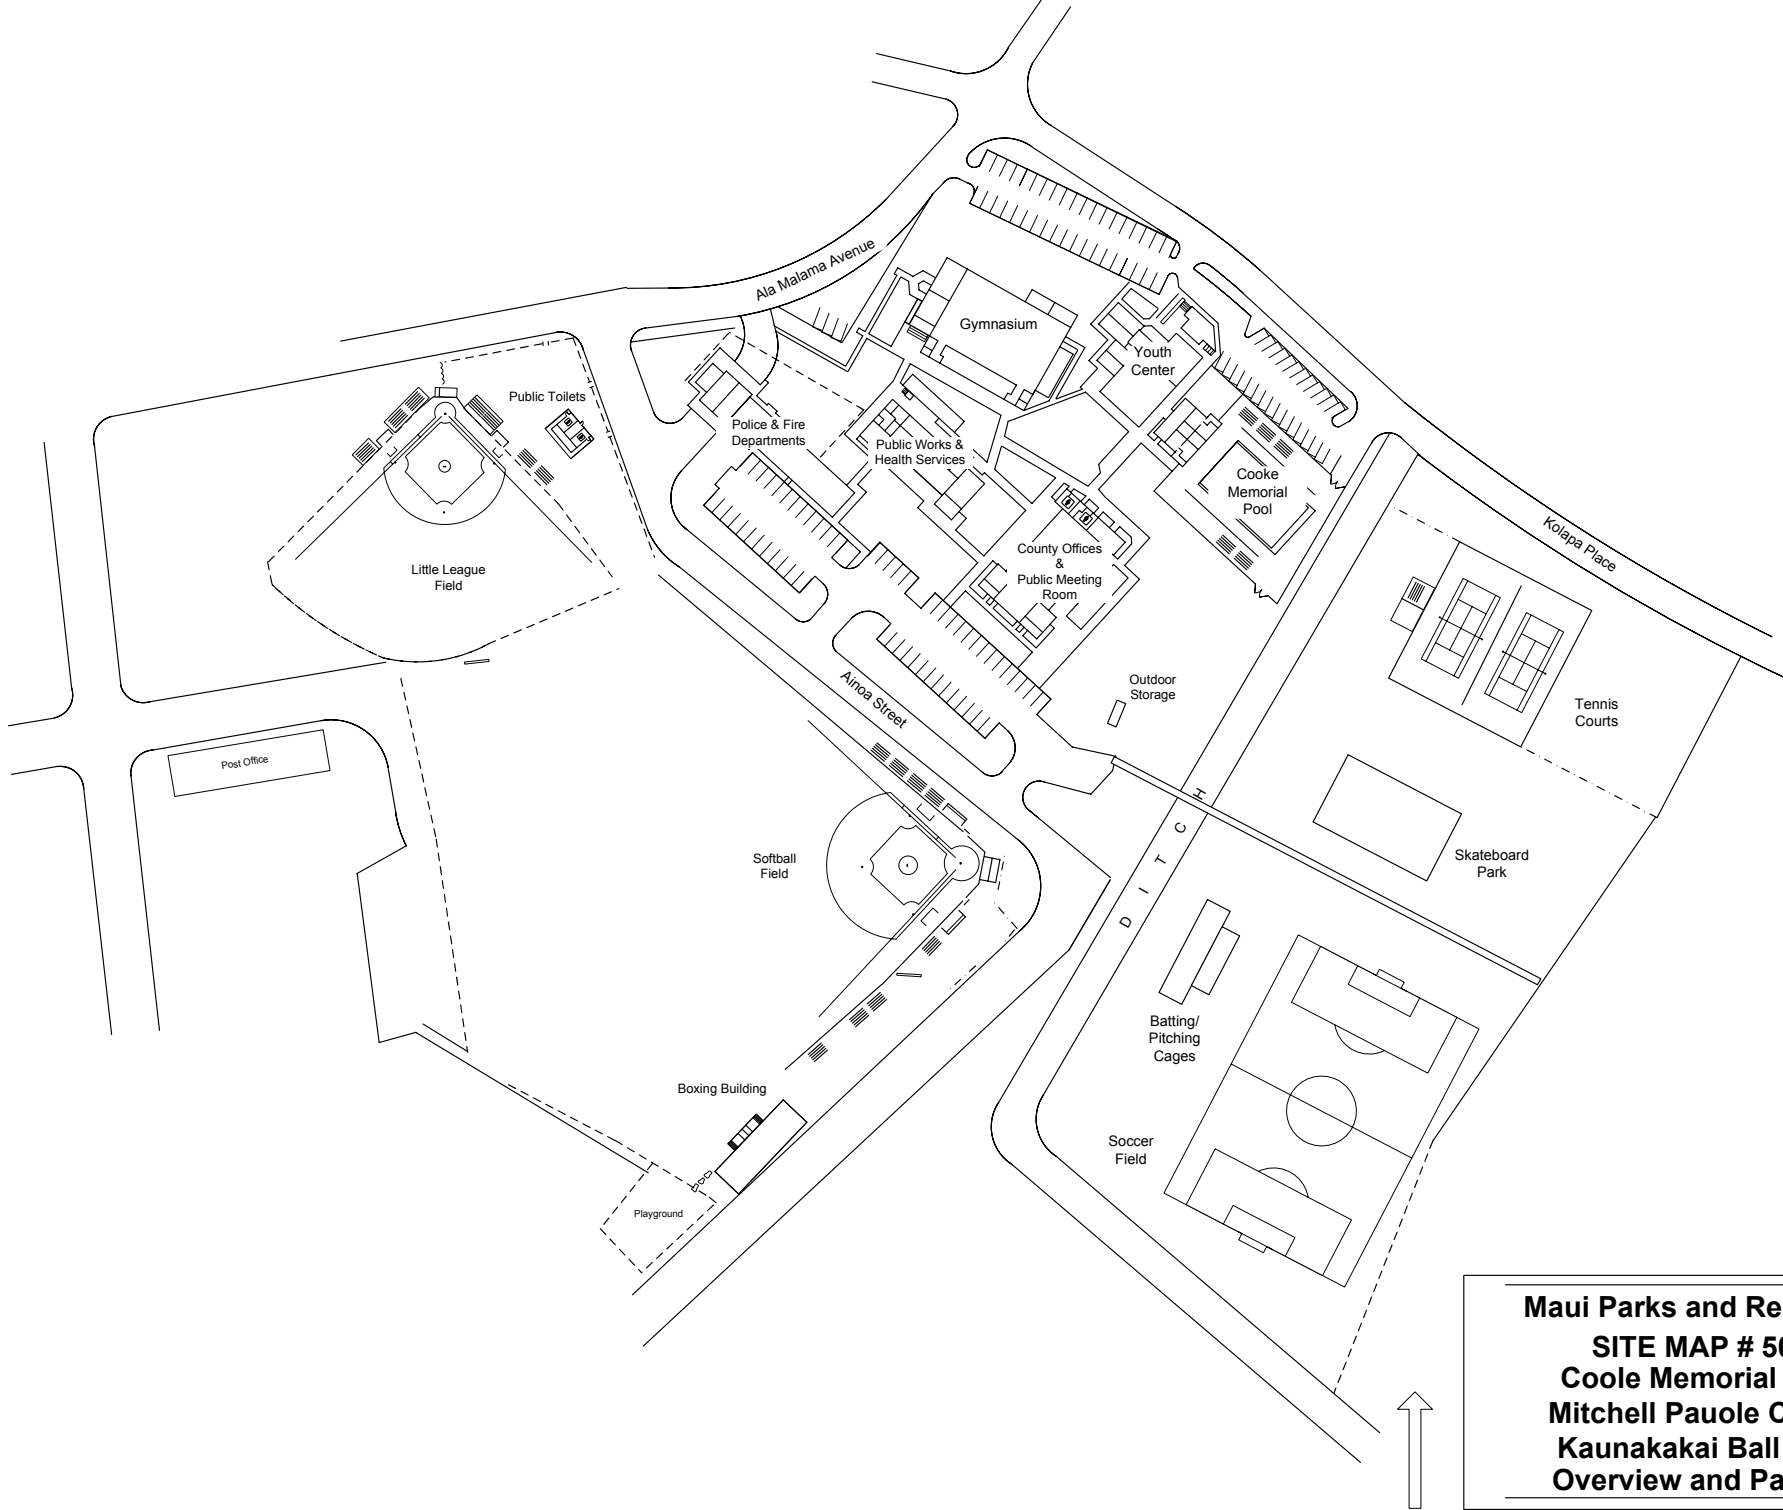 Ala Malama Avenue
Gymnasium
Youth
Center
Public Toilets
Police & Fire
Departments
Public Works &
Health Services
Cooke
Memorial
Pool
Kolapa Place
County Offices
&
Public Meeting
Room
Little League
Field
Ainoa Street
Outdoor
Storage
Tennis
Courts
Post Office
DITCH
Softball
Field
Skateboard
Park
Batting/
Pitching
Cages
Boxing Building
Soccer
Field
Playground
Maui Parks and Re
SITE MAP # 50
Coole Memorial
Mitchell Pauole C
Kaunakakai Ball
Overview and Pa